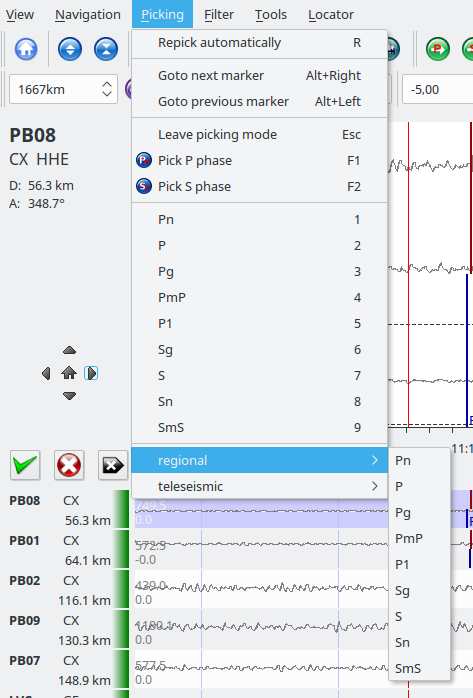 View Navigation Picking Filter Tools Locator
1667km
-5,00
PB08
CX HHE
D: 56.3 km
A: 348.7°
Repick automatically R
Goto next marker Alt+Right
Goto previous marker Alt+Left
Leave picking mode Esc
P Pick P phase F1
S Pick S phase F2
Pn 1
P 2
Pg 3
PmP 4
P1 5
Sg 6
S 7
Sn 8
SmS 9
regional
teleseismic
Pn
P
Pg
PmP
P1
Sg
S
Sn
SmS
P
11:1
PB08 CX
56.3 km
749.5
0.0
PB01 CX
64.1 km
572.5
-0.0
PB02 CX
116.1 km
439.0
0.0
PB09 CX
130.3 km
1189.1
0.0
PB07 CX
148.9 km
577.5
0.0